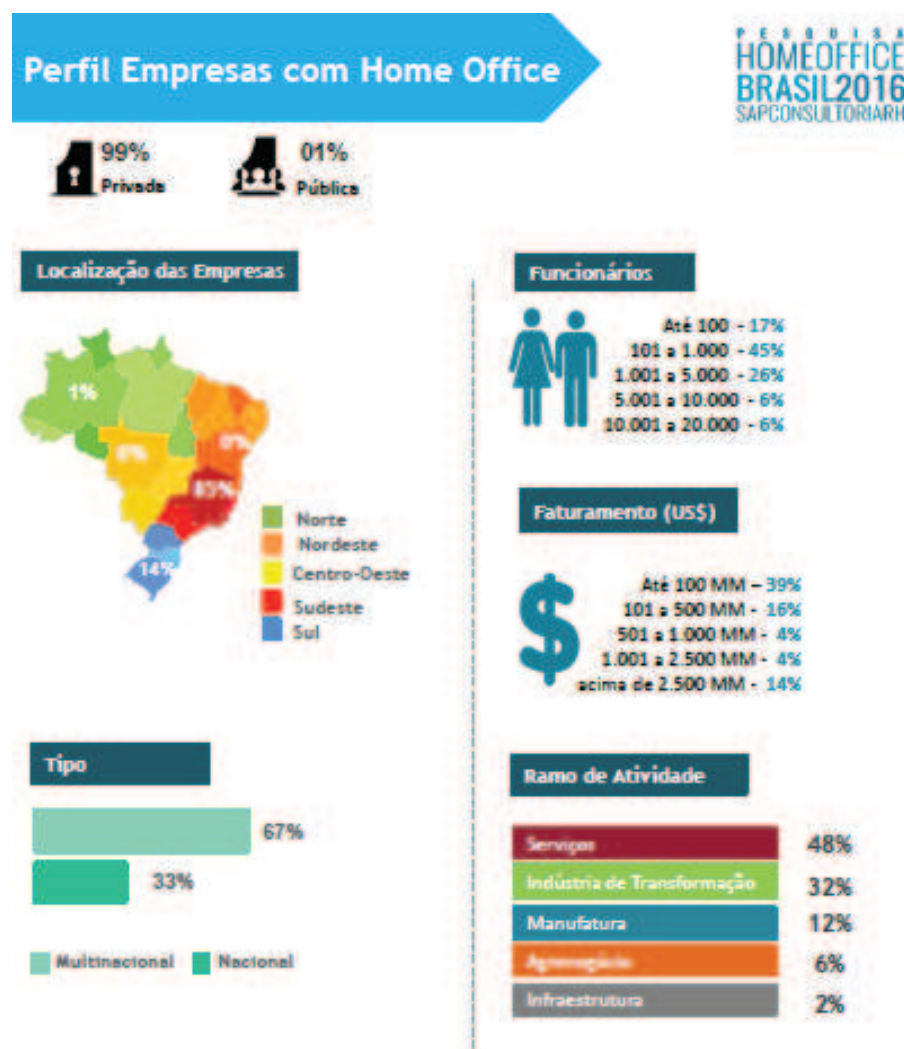 Perfil Empresas com Home Office
PESQUISA
HOMEOFFICE
BRASIL2016
SAPCONSULTORIARH
99%
Privada
01%
Pública
Localização das Empresas
1%
0%
0%
85%
14%
Norte
Nordeste
Centro-Oeste
Sudeste
Sul
Tipo
67%
33%
Multinacional
Nacional
Funcionários
Até 100 - 17%
101 a 1.000 - 45%
1.001 a 5.000 - 26%
5.001 a 10.000 - 6%
10.001 a 20.000 - 6%
Faturamento (US$)
Até 100 MM – 39%
101 a 500 MM - 16%
501 a 1.000 MM - 4%
1.001 a 2.500 MM - 4%
acima de 2.500 MM - 14%
Ramo de Atividade
Serviços 48%
Indústria de Transformação 32%
Manufatura 12%
Agronegócio 6%
Infraestrutura 2%